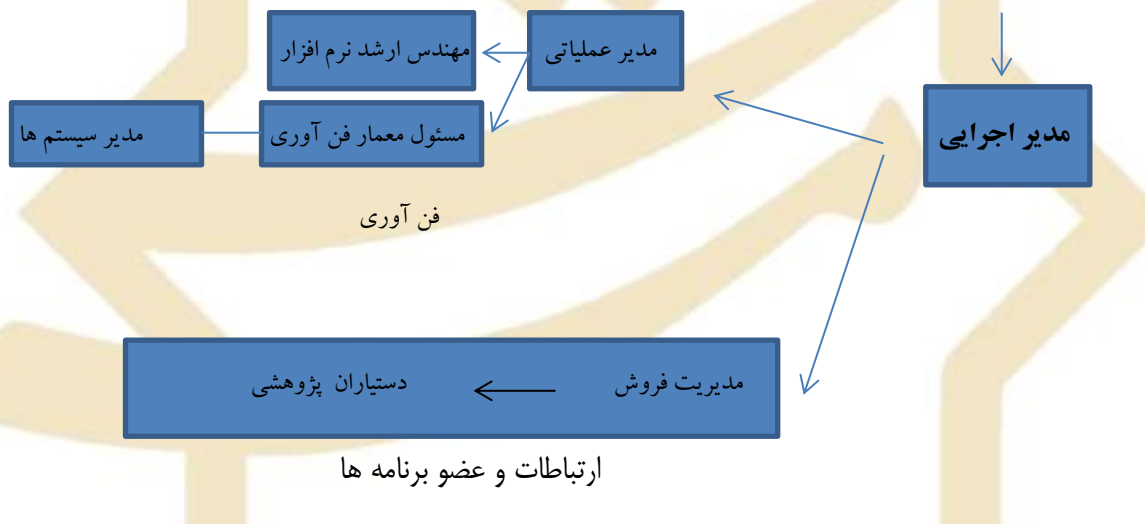 مدیر عملیاتی
مهندس ارشد نرم افزار
مدیر اجرایی
مسئول معمار فن آوری
مدیر سیستم ها
فن آوری
مدیریت فروش
دستیاران پژوهشی
ارتباطات و عضو برنامه ها